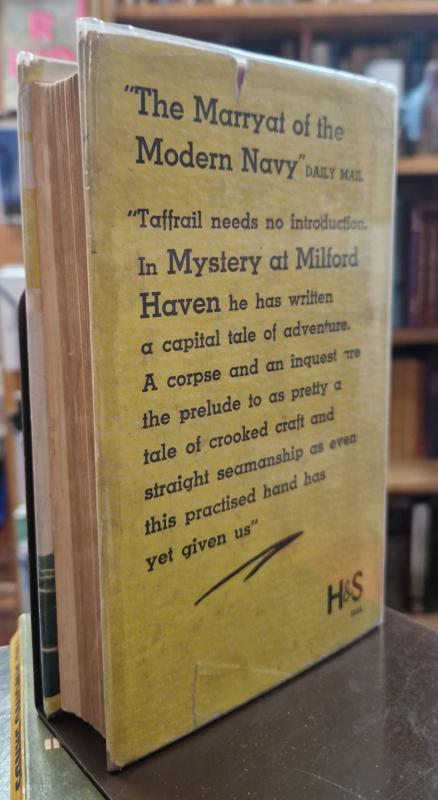 "The Marryat of the
Modern Navy" DAILY MAIL
"Taffrail needs no introduction.
In Mystery at Milford
Haven he has written
a capital tale of adventure.
A corpse and an inquest are
the prelude to as pretty a
tale of crooked craft and
straight seamanship as even
this practised hand has
yet given us"
H&S